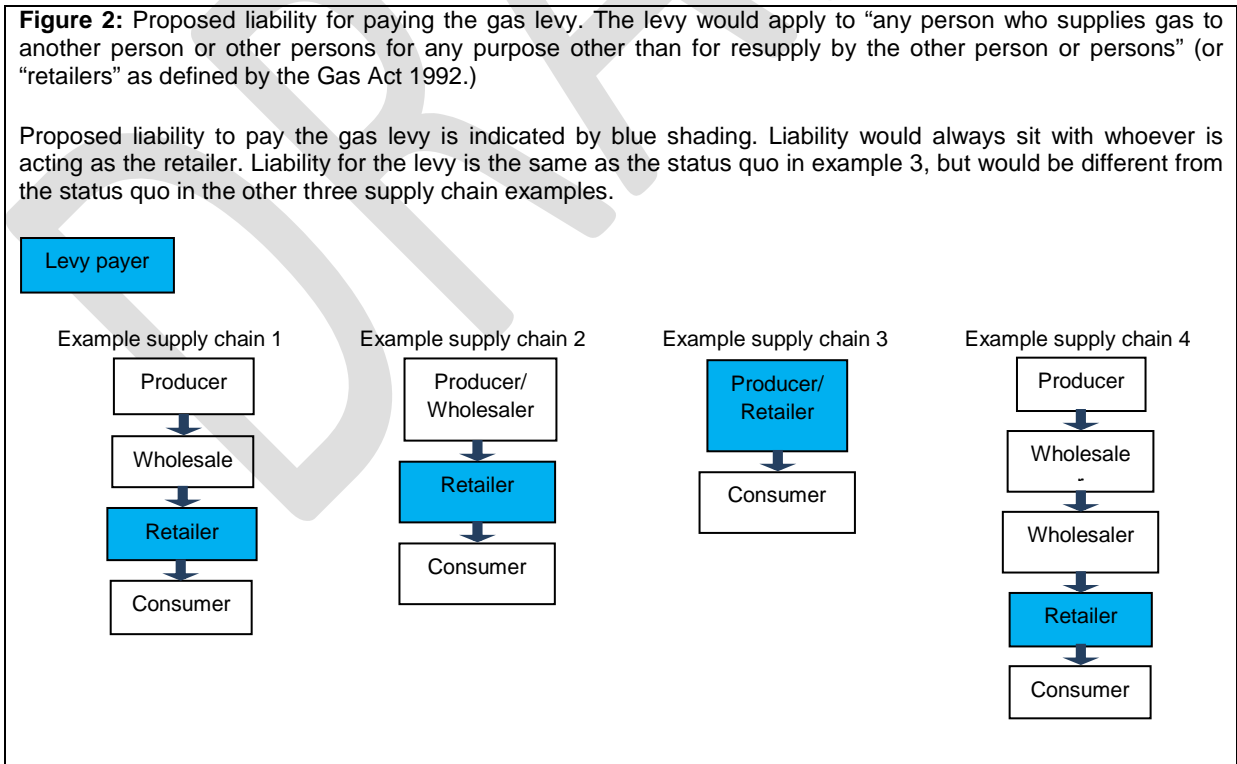 Figure 2: Proposed liability for paying the gas levy. The levy would apply to “any person who supplies gas to
another person or other persons for any purpose other than for resupply by the other person or persons” (or
“retailers” as defined by the Gas Act 1992.)
Proposed liability to pay the gas levy is indicated by blue shading. Liability would always sit with whoever is
acting as the retailer. Liability for the levy is the same as the status quo in example 3, but would be different from
the status quo in the other three supply chain examples.
Levy payer
Example supply chain 1
Producer
Wholesale
Retailer
Consumer
Example supply chain 2
Producer/
Wholesaler
Retailer
Consumer
Example supply chain 3
Producer/
Retailer
Consumer
Example supply chain 4
Producer
Wholesale
Wholesaler
Retailer
Consumer
DRA